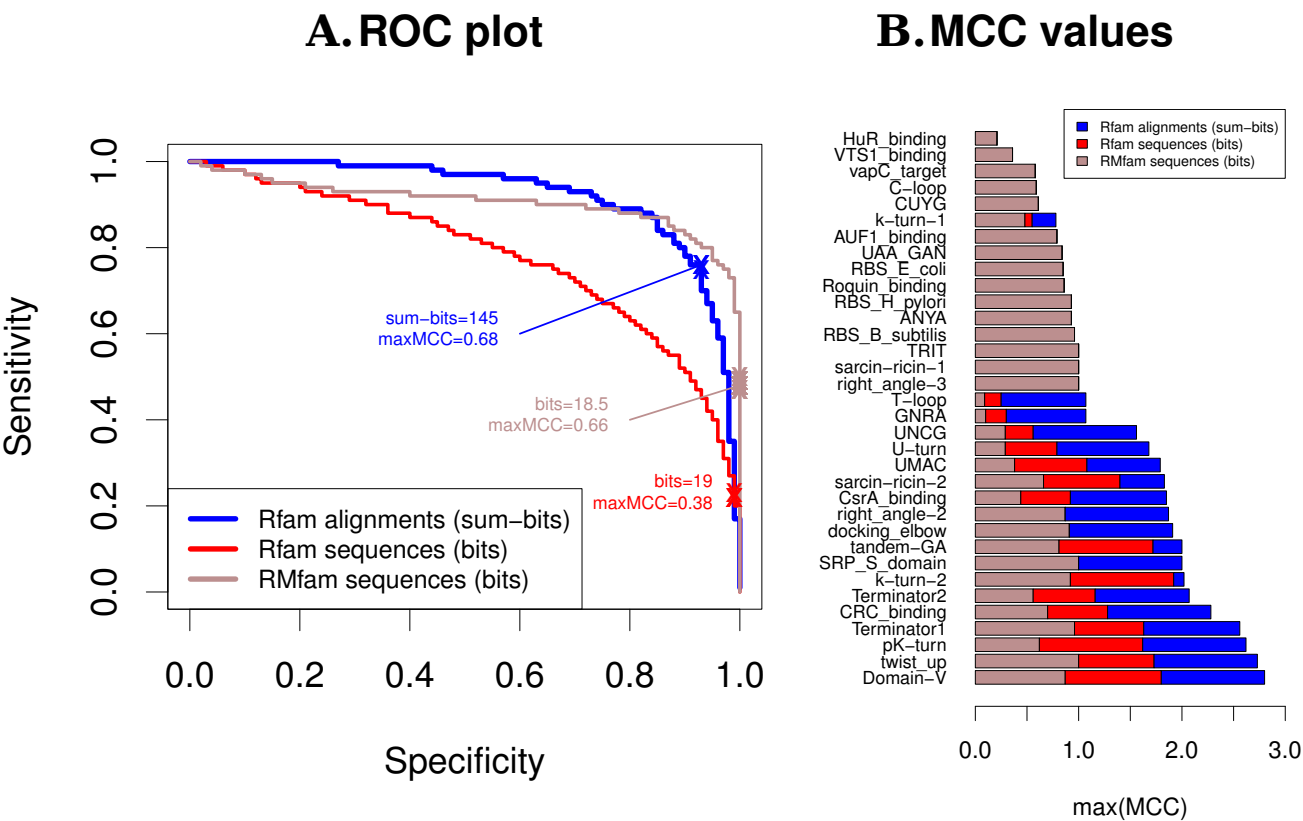 A. ROC plot
Sensitivity
1.0
0.8
0.6
0.4
0.2
0.0
sum−bits=145
maxMCC=0.68
bits=18.5
maxMCC=0.66
bits=19
maxMCC=0.38
Rfam alignments (sum−bits)
Rfam sequences (bits)
RMfam sequences (bits)
0.0 0.2 0.4 0.6 0.8 1.0
Specificity
B. MCC values
Rfam alignments (sum−bits)
Rfam sequences (bits)
RMfam sequences (bits)
HuR_binding
VTS1_binding
vapC_target
C−loop
CUYG
k−turn−1
AUF1_binding
UAA_GAN
RBS_E_coli
Roquin_binding
RBS_H_pylori
ANYA
RBS_B_subtilis
TRIT
sarcin−ricin−1
right_angle−3
T−loop
GNRA
UNCG
U−turn
UMAC
sarcin−ricin−2
CsrA_binding
right_angle−2
docking_elbow
tandem−GA
SRP_S_domain
k−turn−2
Terminator2
CRC_binding
Terminator1
pK−turn
twist_up
Domain−V
0.0 1.0 2.0 3.0
max(MCC)